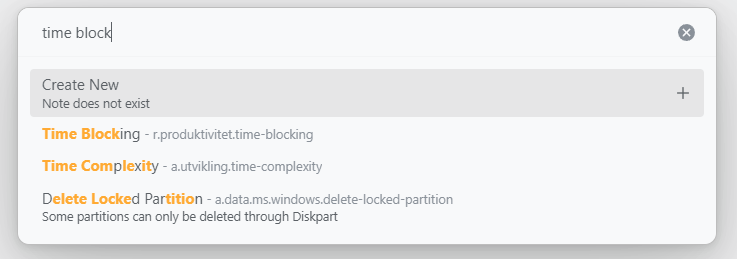 time block
Create New
Note does not exist
Time Blocking - r.produktivitet.time-blocking
Time Complexity - a.utvikling.time-complexity
Delete Locked Partition - a.data.ms.windows.delete-locked-partition
Some partitions can only be deleted through Diskpart